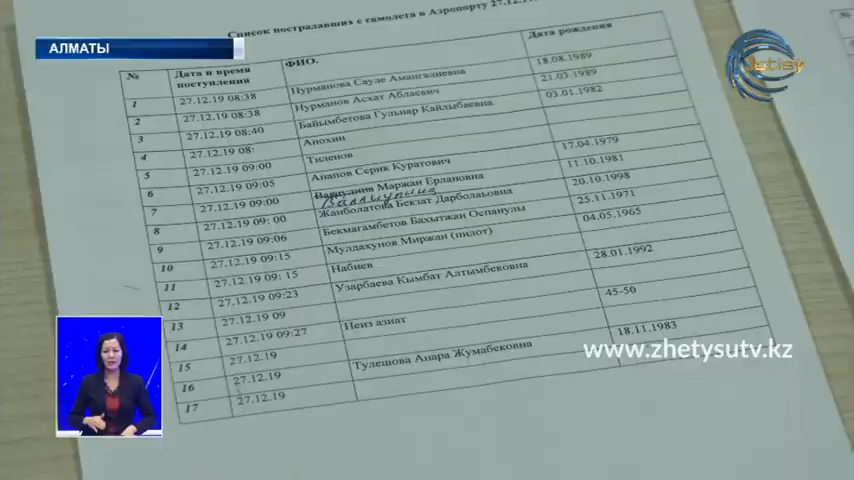 АЛМАТЫ
Jetisy
Список пострадавших с самолета в Аэропорту 27.12.
№ Дата и время поступления ФИО. Дата рождения
1 27.12.19 08:38 Нурманова Сауле Амангалиевна 18.08.1989
2 27.12.19 08:38 Нурманов Асхат Аблаевич 21.03.1989
3 27.12.19 08:40 Байымбетова Гульнар Кайлыбаевна 03.01.1982
4 27.12.19 08: Анохин
5 27.12.19 09:00 Тиленов
6 27.12.19 09:05 Апапов Серик Куратович 17.04.1979
7 27.12.19 09:00 Маржан Ерлановна 11.10.1981
8 27.12.19 09: 00 Жанболатова Бекзат Дарболаьовна 20.10.1998
9 27.12.19 09:06 Бекмагамбетов Бахытжан Оспанулы 25.11.1971
10 27.12.19 09:15 Мулдахунов Миржан (пилот) 04.05.1965
11 27.12.19 09: 15 Набиев
12 27.12.19 09:23 Узарбаева Кымбат Алтымбековна 28.01.1992
13 27.12.19 09
14 27.12.19 09:27 Неиз азиат 45-50
15 27.12.19
16 27.12.19 Тулешова Анара Жумабековна 18.11.1983
17 27.12.19
www.zhetysutv.kz